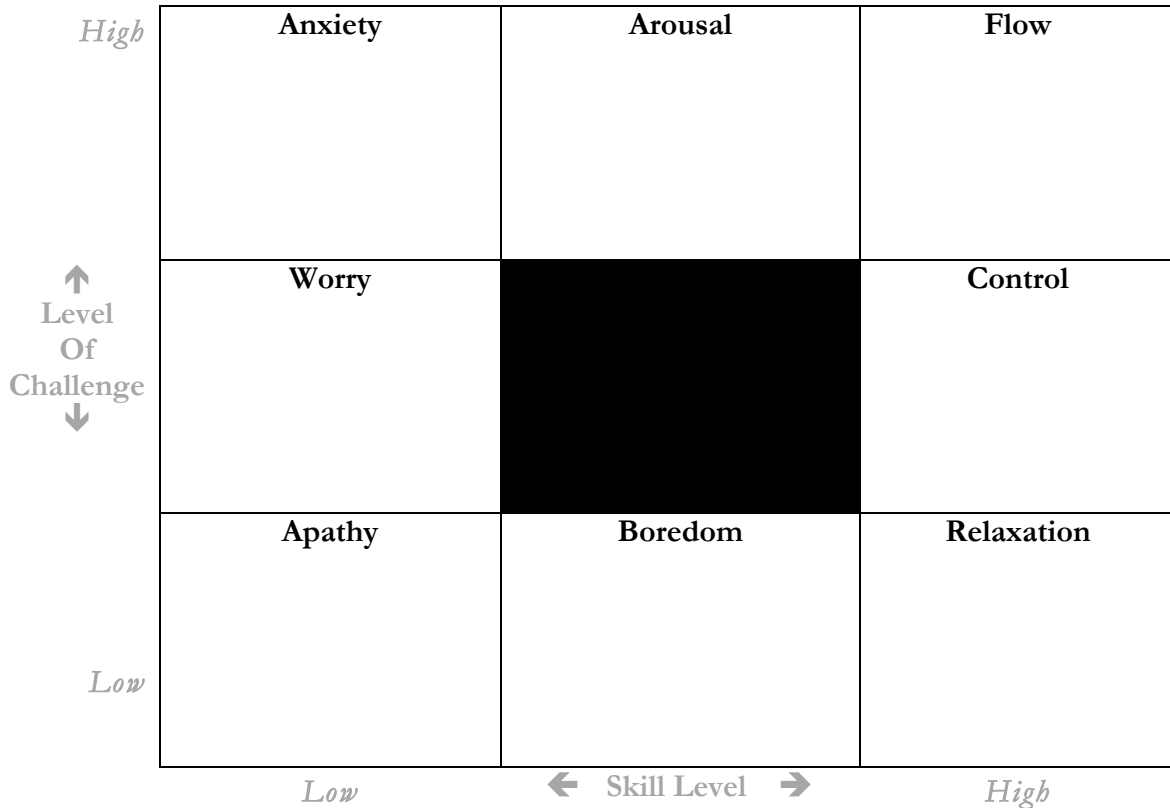 High
Anxiety
Arousal
Flow
Worry
Control
↑
Level
Of
Challenge
↓
Apathy
Boredom
Relaxation
Low
Low
← Skill Level →
High